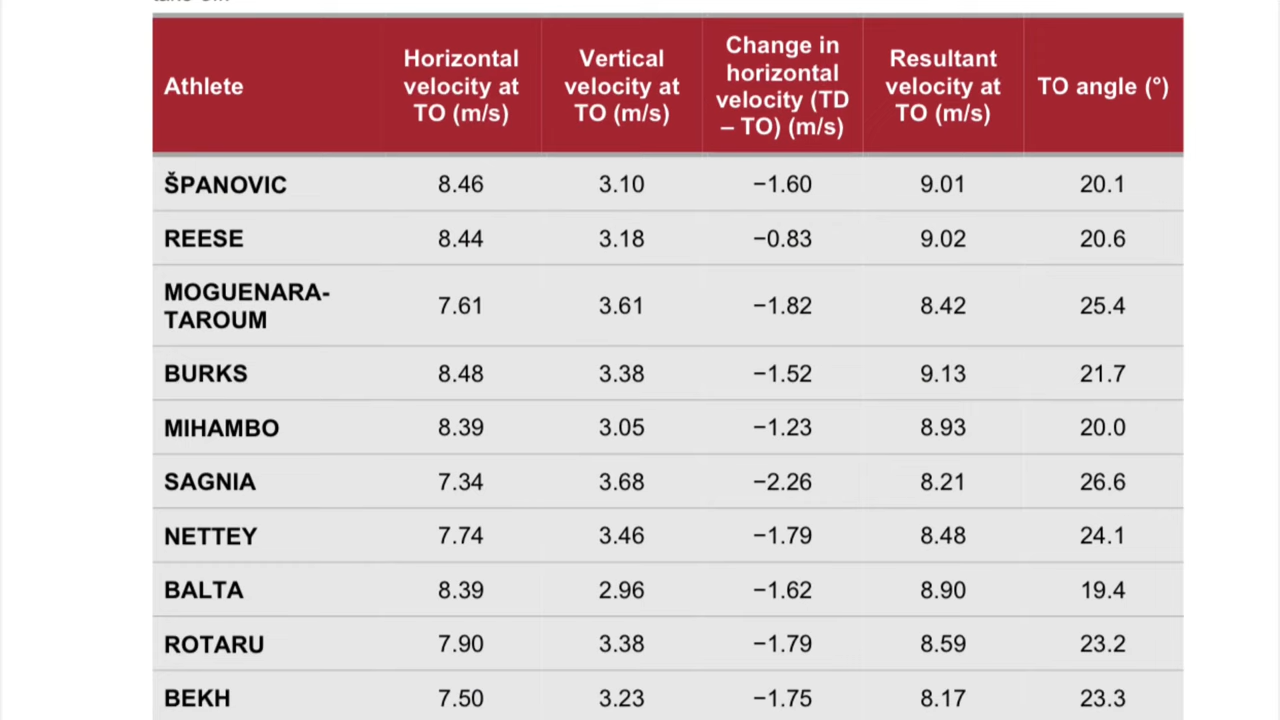 Athlete Horizontal velocity at TO (m/s) Vertical velocity at TO (m/s) Change in horizontal velocity (TD – TO) (m/s) Resultant velocity at TO (m/s) TO angle (°)
ŠPANOVIC 8.46 3.10 −1.60 9.01 20.1
REESE 8.44 3.18 −0.83 9.02 20.6
MOGUENARA-TAROUM 7.61 3.61 −1.82 8.42 25.4
BURKS 8.48 3.38 −1.52 9.13 21.7
MIHAMBO 8.39 3.05 −1.23 8.93 20.0
SAGNIA 7.34 3.68 −2.26 8.21 26.6
NETTEY 7.74 3.46 −1.79 8.48 24.1
BALTA 8.39 2.96 −1.62 8.90 19.4
ROTARU 7.90 3.38 −1.79 8.59 23.2
BEKH 7.50 3.23 −1.75 8.17 23.3